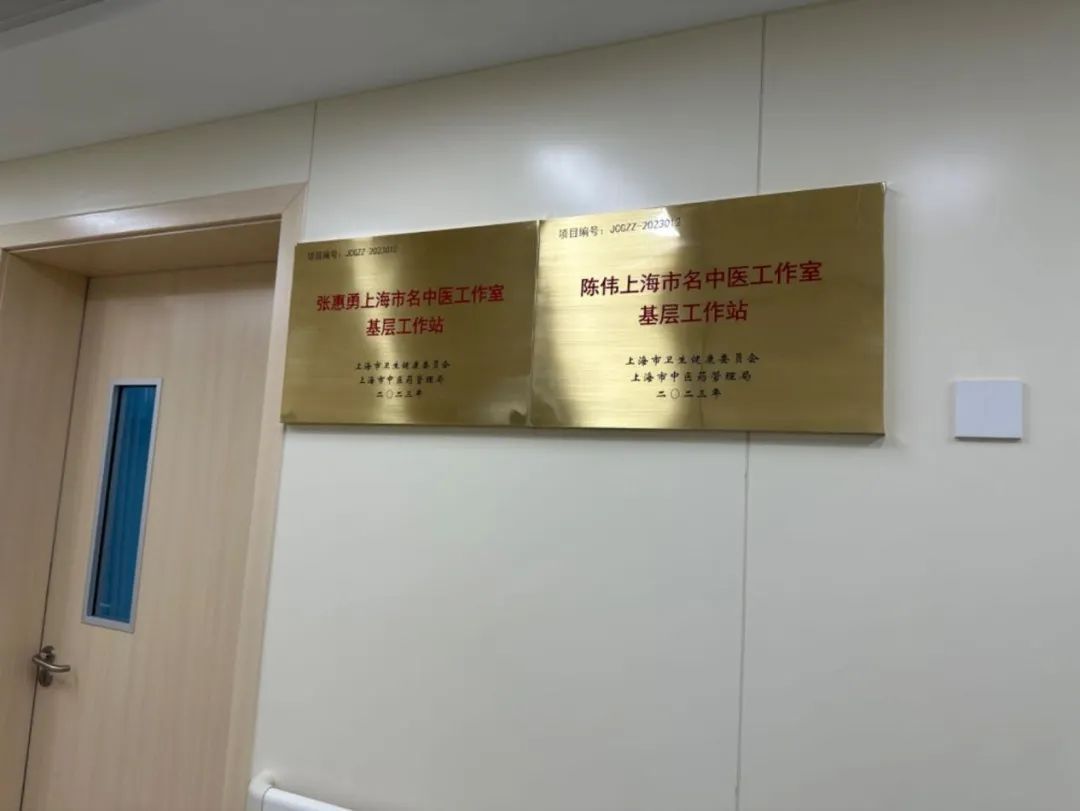 项目编号：JCGZZ-2023012
张惠勇上海市名中医工作室
基层工作站
上海市卫生健康委员会
上海市中医药管理局
二〇二三年
项目编号：JCGZZ-2023012
陈伟上海市名中医工作室
基层工作站
上海市卫生健康委员会
上海市中医药管理局
二〇二三年